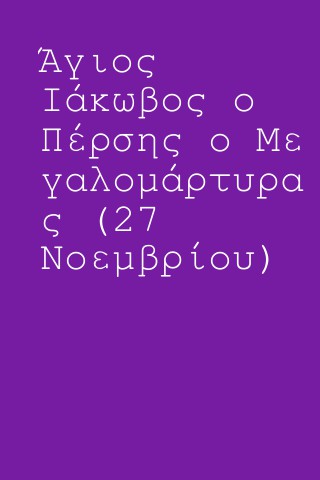 Άγιος
Ιάκωβος ο
Πέρσης ο Με
γαλομάρτυρα
ς (27
Νοεμβρίου)